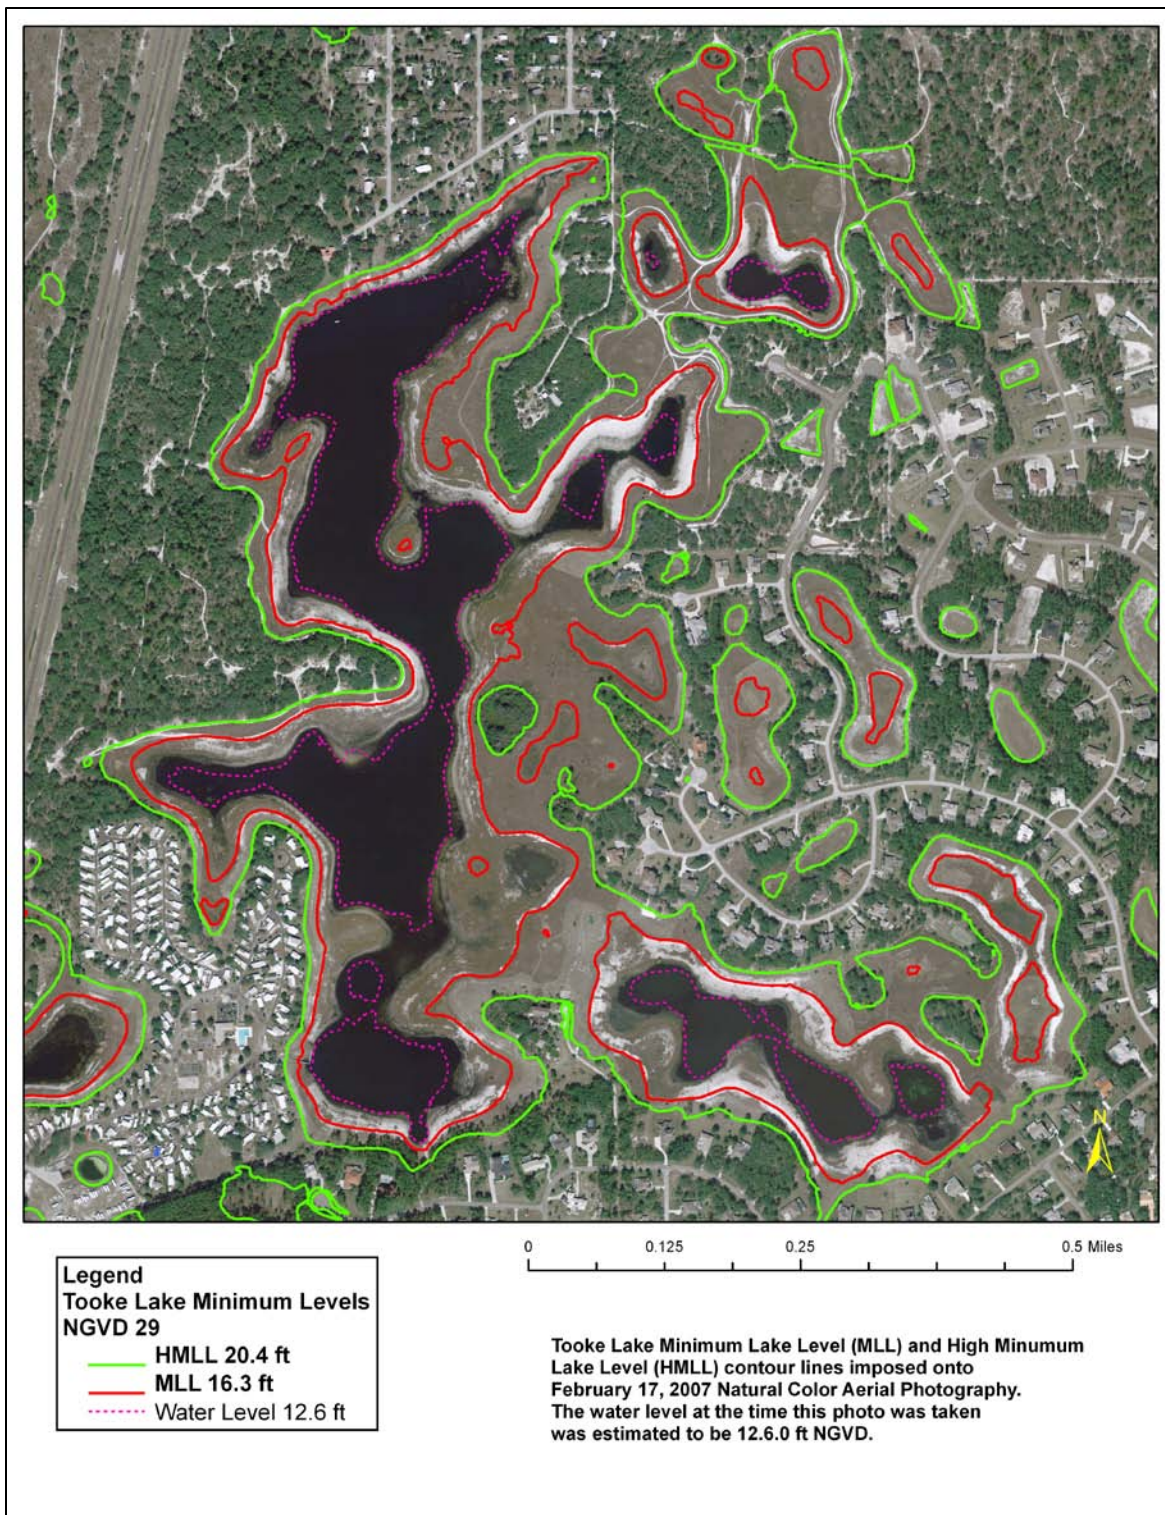 N
0 0.125 0.25 0.5 Miles
Legend
Tooke Lake Minimum Levels
NGVD 29
HMLL 20.4 ft
MLL 16.3 ft
Water Level 12.6 ft
Tooke Lake Minimum Lake Level (MLL) and High Minumum
Lake Level (HMLL) contour lines imposed onto
February 17, 2007 Natural Color Aerial Photography.
The water level at the time this photo was taken
was estimated to be 12.6.0 ft NGVD.